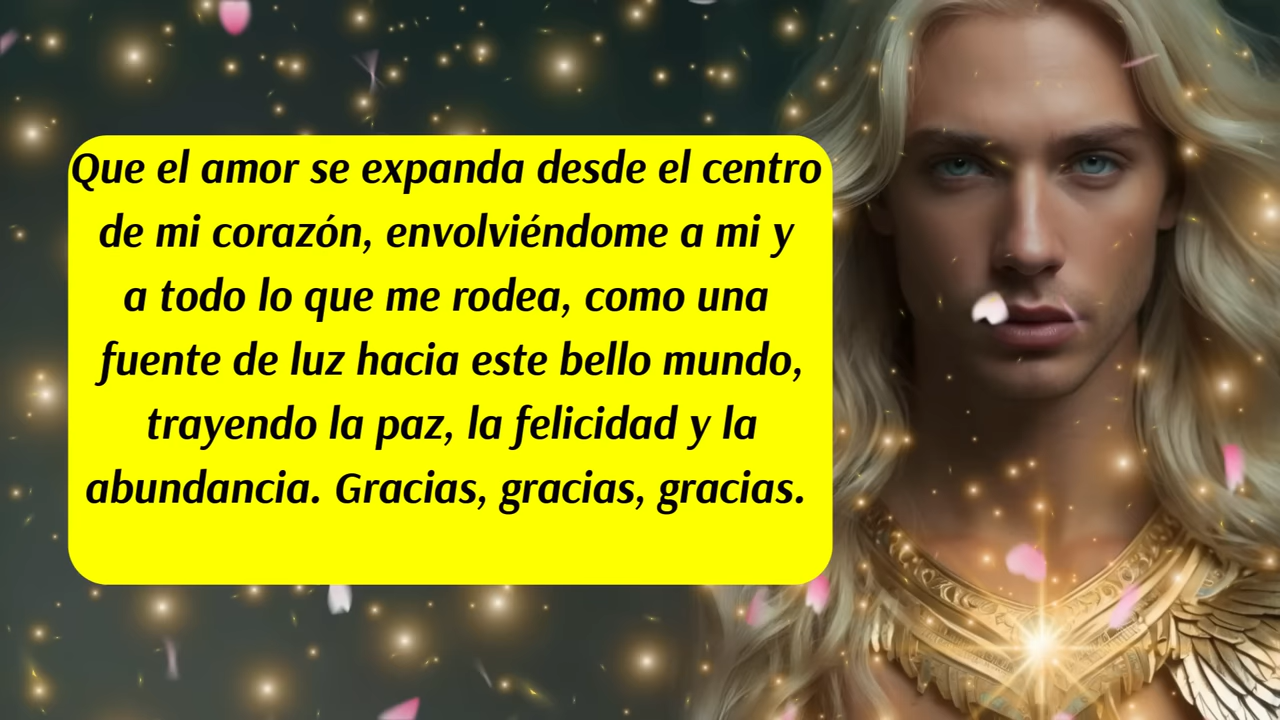 Que el amor se expanda desde el centro
de mi corazón, envolviéndome a mi y
a todo lo que me rodea, como una
fuente de luz hacia este bello mundo,
trayendo la paz, la felicidad y la
abundancia. Gracias, gracias, gracias.